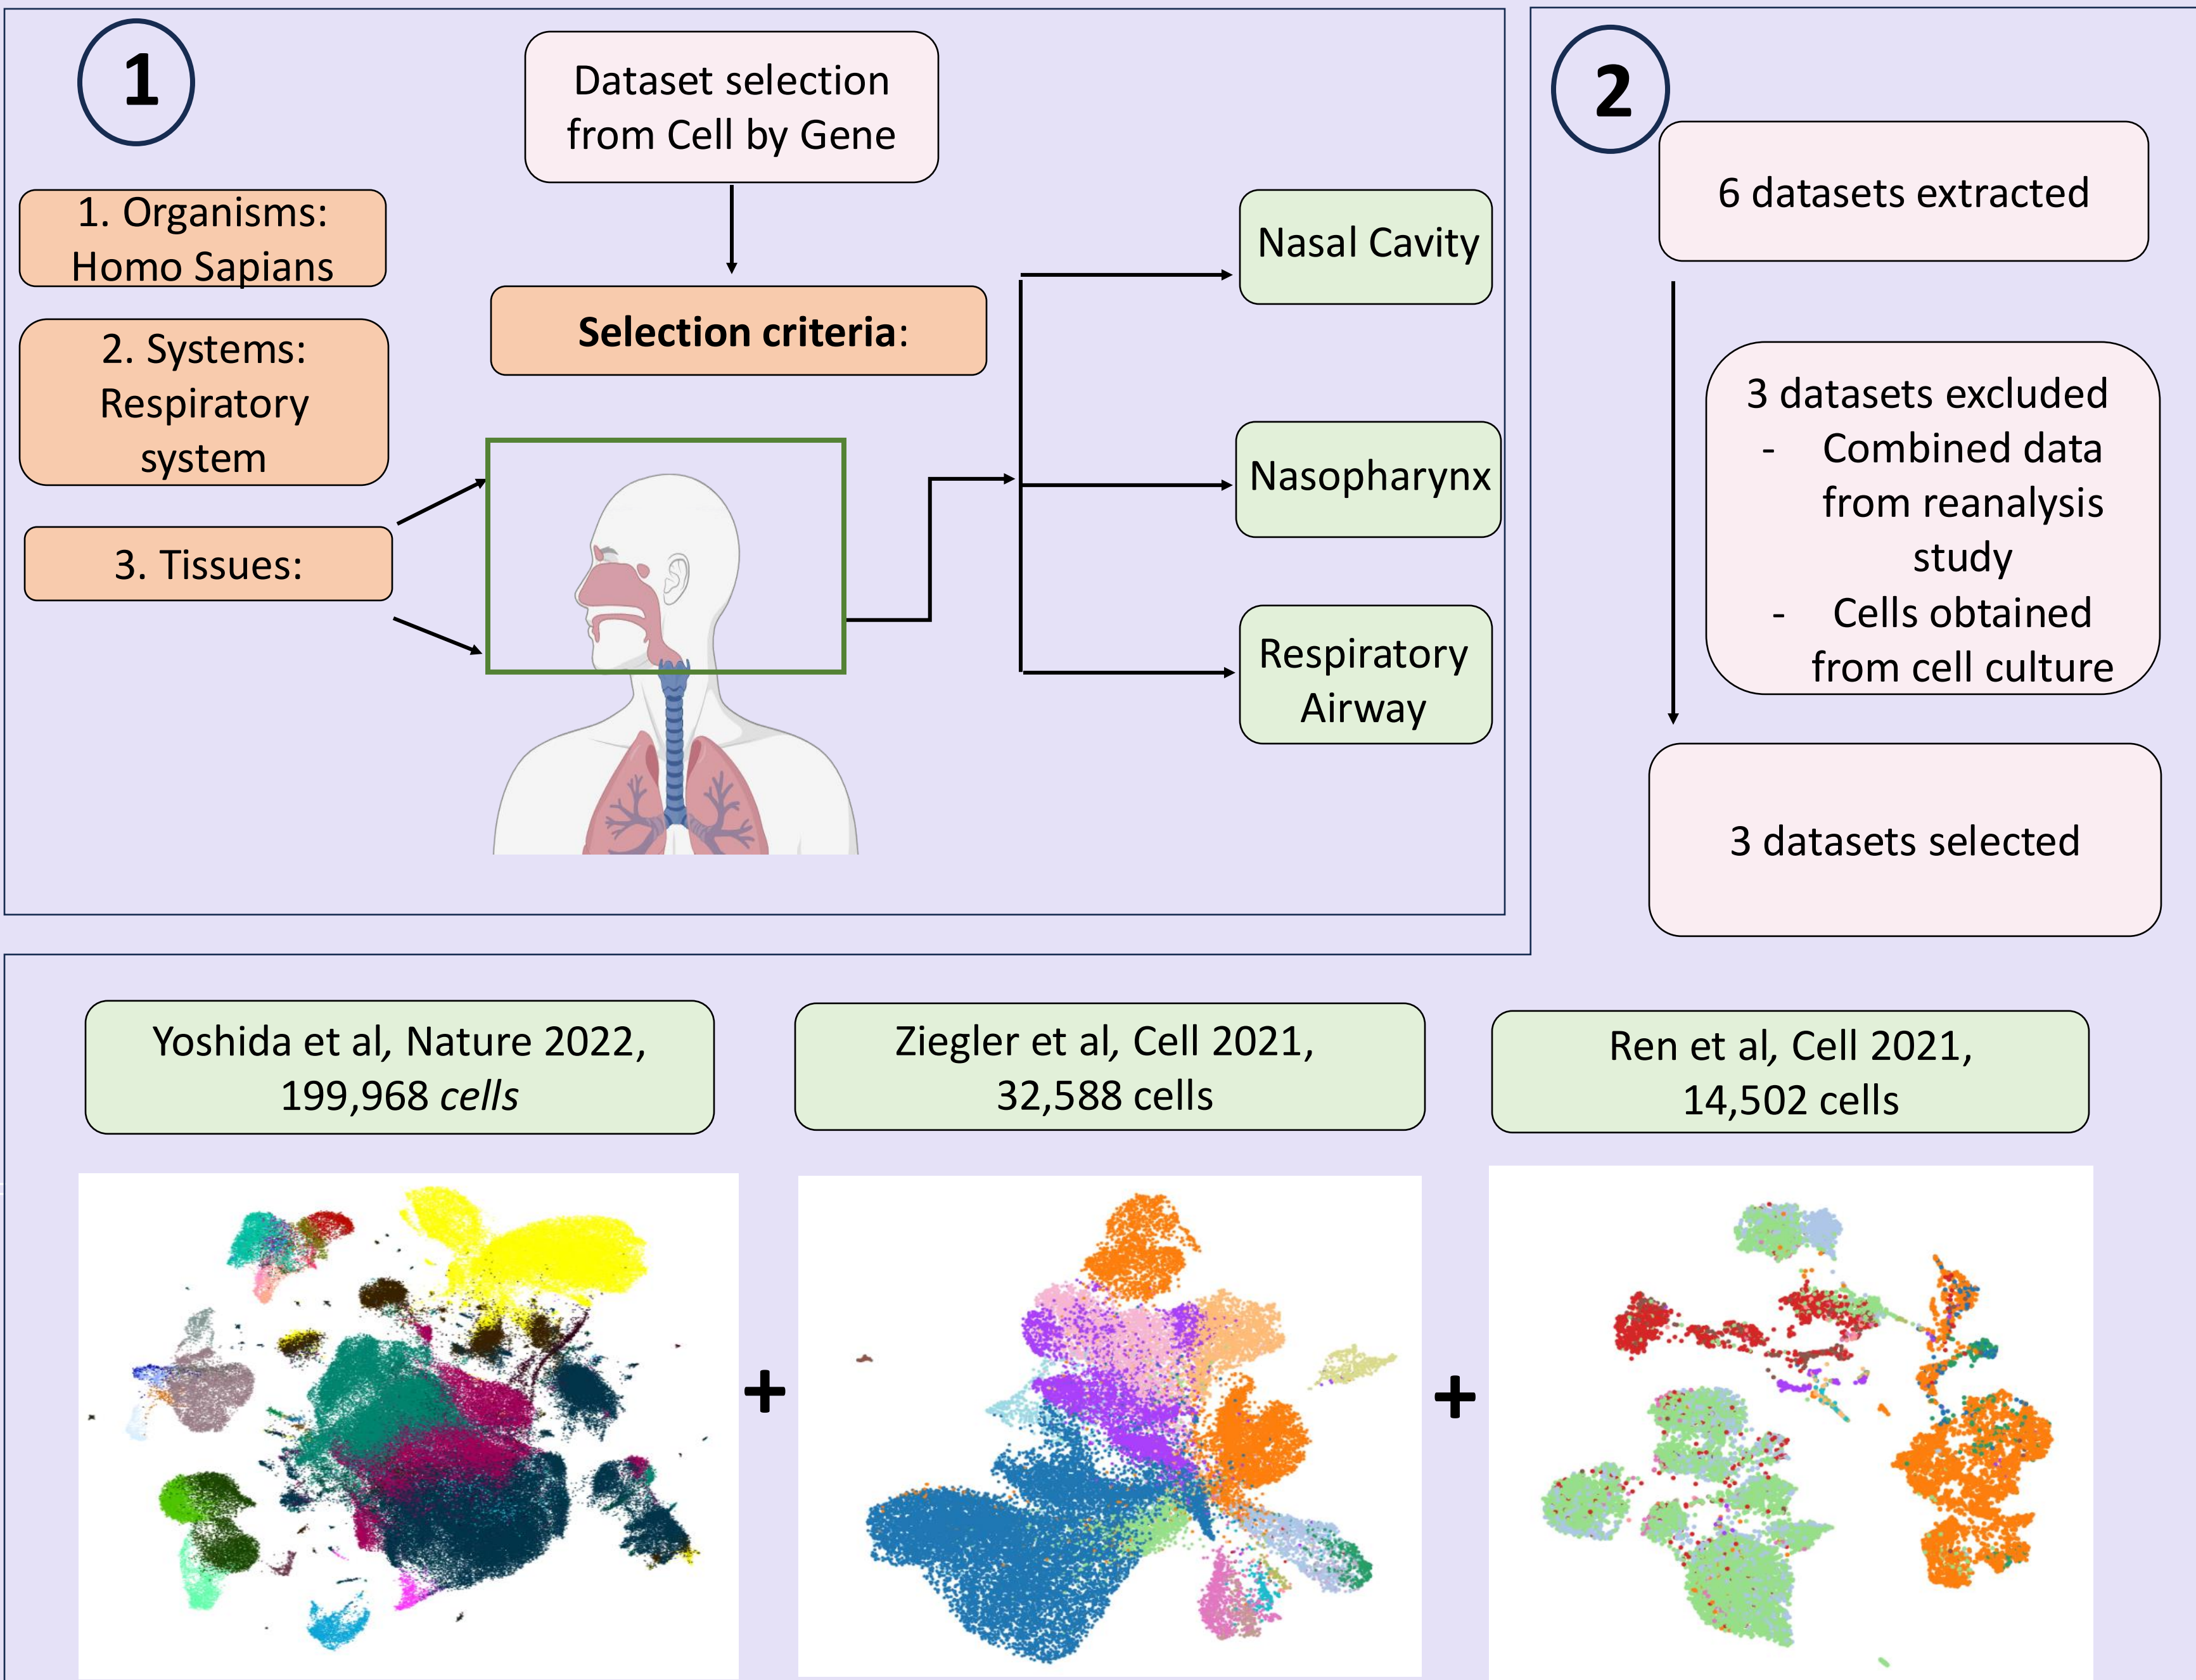 1
Dataset selection
from Cell by Gene
1. Organisms:
Homo Sapians
2. Systems:
Respiratory
system
3. Tissues:
Selection criteria:
Nasal Cavity
Nasopharynx
Respiratory
Airway
2
6 datasets extracted
3 datasets excluded
- Combined data
from reanalysis
study
- Cells obtained
from cell culture
3 datasets selected
Yoshida et al, Nature 2022,
199,968 cells
Ziegler et al, Cell 2021,
32,588 cells
Ren et al, Cell 2021,
14,502 cells
+
+